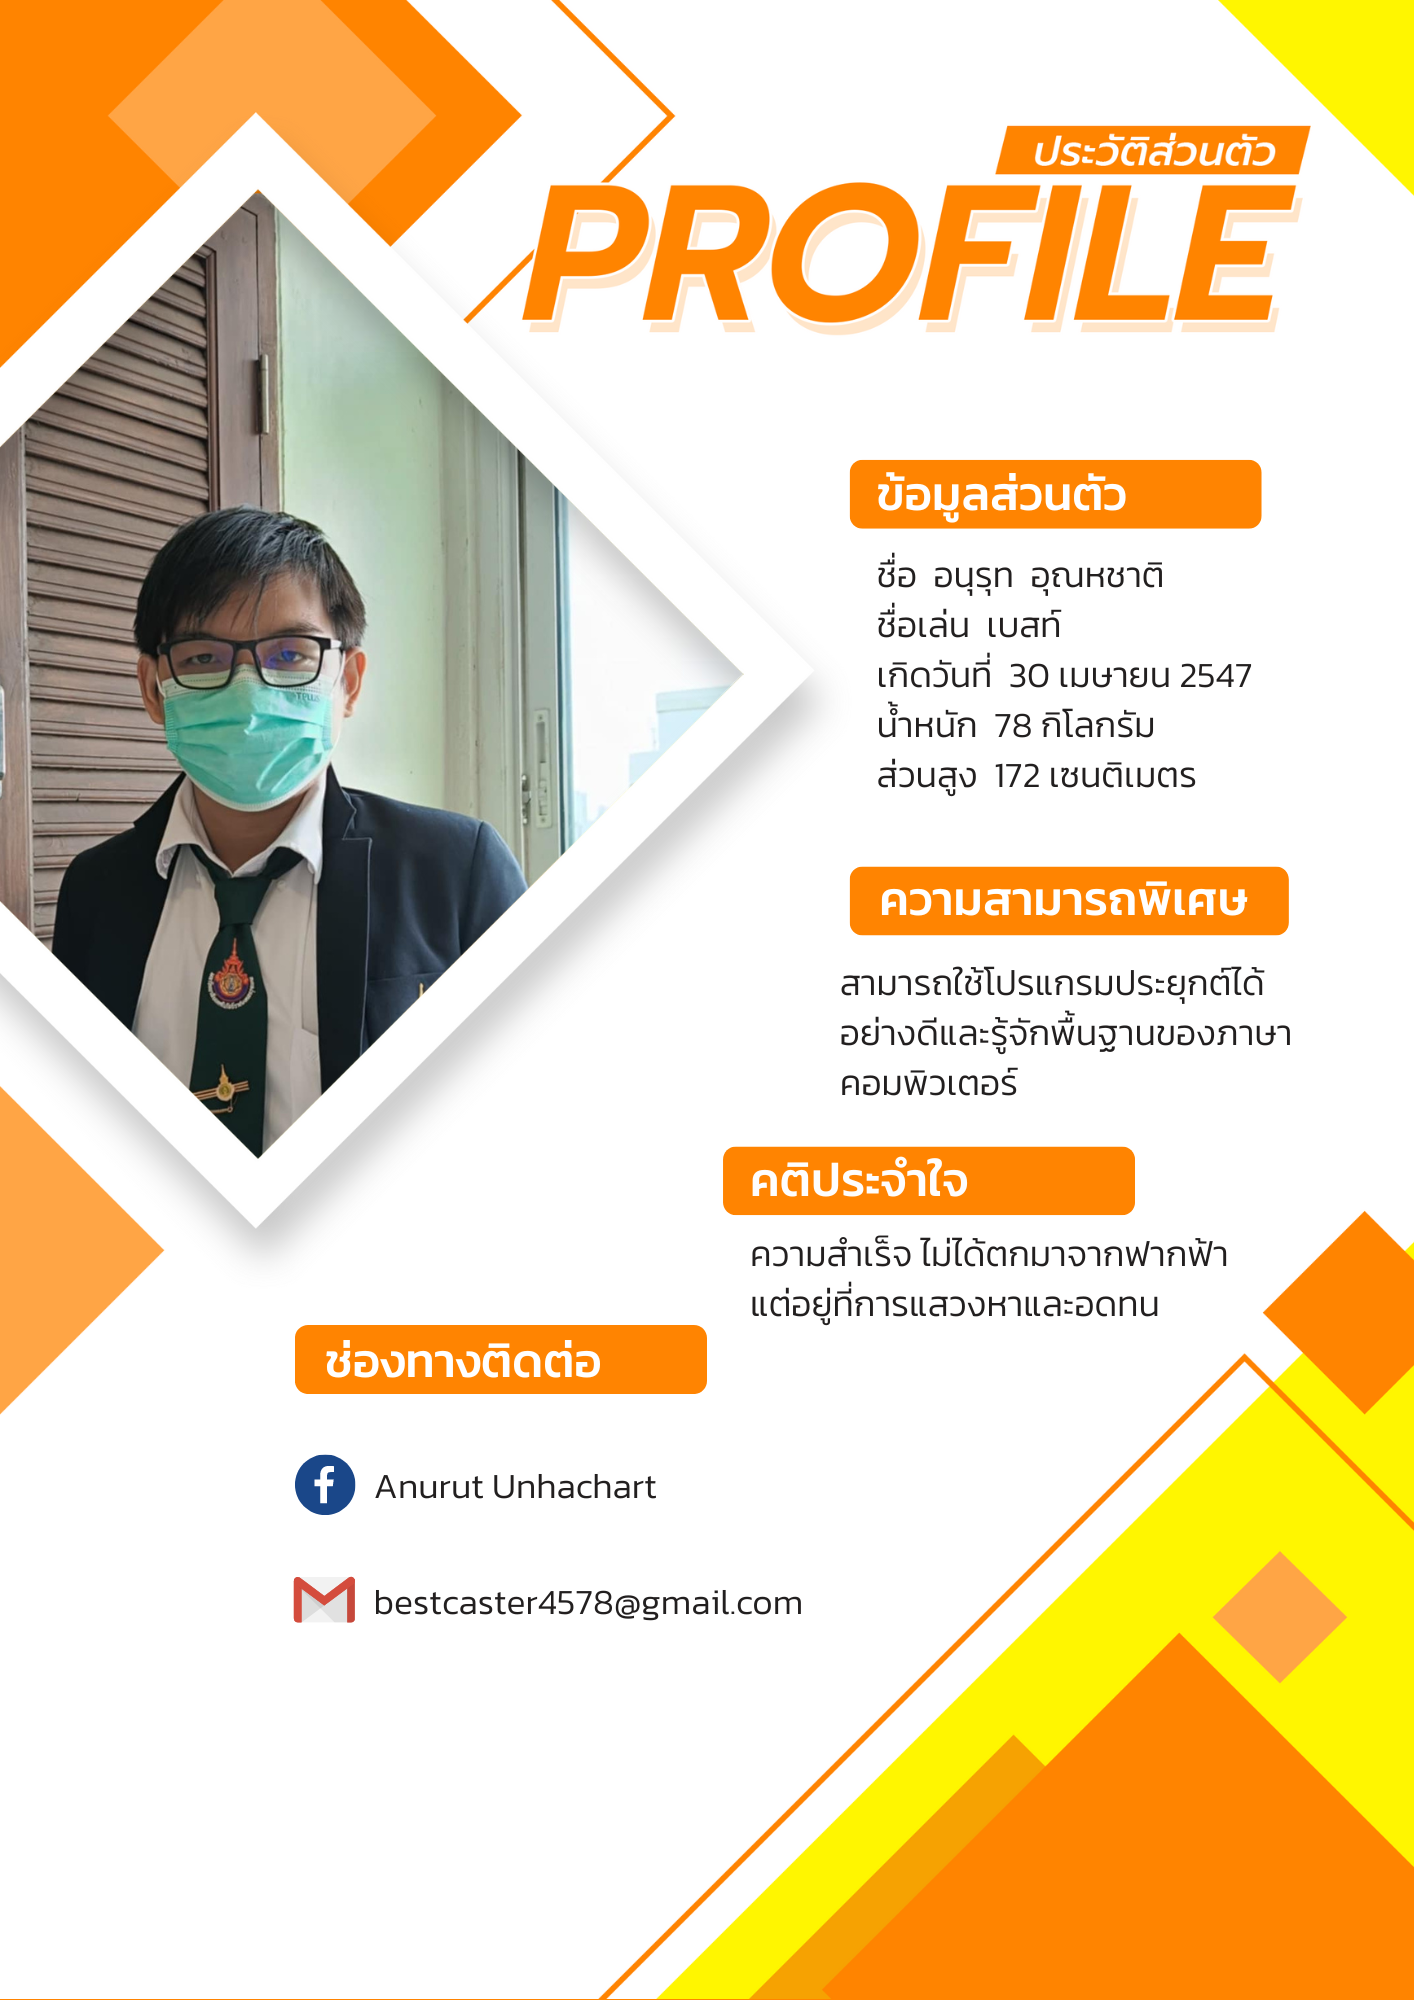 ประวัติส่วนตัว
PROFILE
ข้อมูลส่วนตัว
ชื่อ อนุรุท อุณหชาติ
ชื่อเล่น เบสท์
เกิดวันที่ 30 เมษายน 2547
น้ำหนัก 78 กิโลกรัม
ส่วนสูง 172 เซนติเมตร
ความสามารถพิเศษ
สามารถใช้โปรแกรมประยุกต์ได้
อย่างดีและรู้จักพื้นฐานของภาษา
คอมพิวเตอร์
คติประจำใจ
ความสำเร็จ ไม่ได้ตกมาจากฟากฟ้า
แต่อยู่ที่การแสวงหาและอดทน
ช่องทางติดต่อ
Anurut Unhachart
bestcaster4578@gmail.com